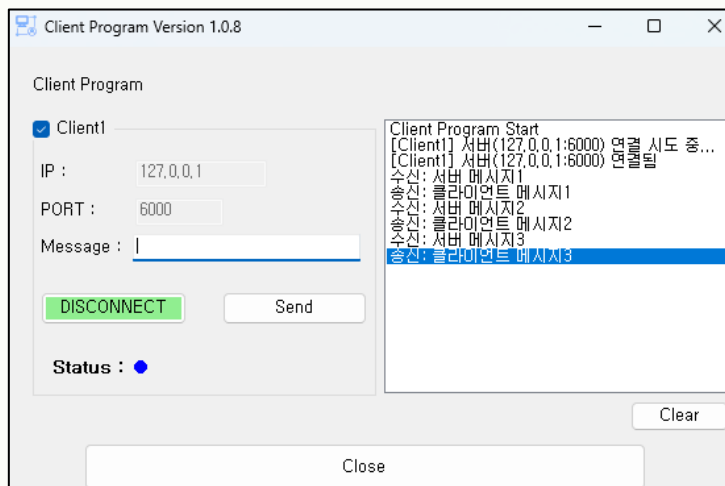 Client Program Version 1.0.8
Client Program
Client1
IP :
127.0.0.1
PORT :
6000
Message :
DISCONNECT
Send
Status :
Client Program Start
[Client1] 서버(127.0.0.1:6000) 연결 시도 중...
[Client1] 서버(127.0.0.1:6000) 연결됨
수신: 서버 메시지1
송신: 클라이언트 메시지1
수신: 서버 메시지2
송신: 클라이언트 메시지2
수신: 서버 메시지3
송신: 클라이언트 메시지3
Clear
Close